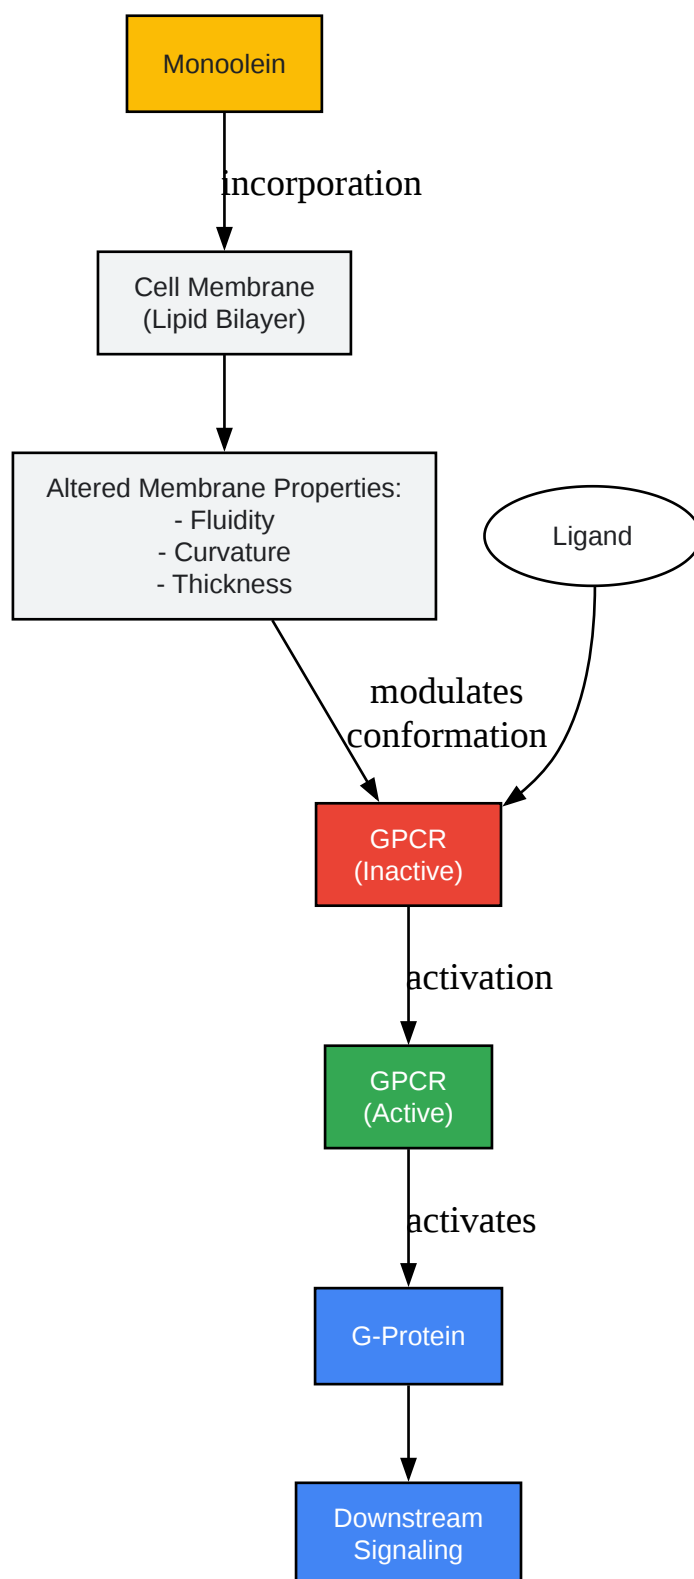 Monoolein
incorporation
Cell Membrane
(Lipid Bilayer)
Altered Membrane Properties:
- Fluidity
- Curvature
- Thickness
Ligand
modulates
conformation
GPCR
(Inactive)
activation
GPCR
(Active)
activates
G-Protein
Downstream
Signaling